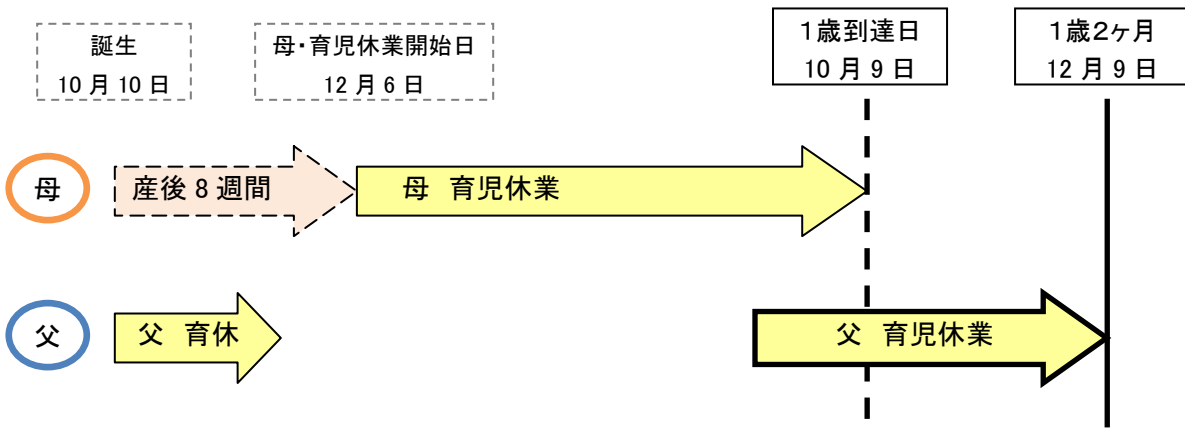 誕生
10月10日
母・育児休業開始日
12月6日
1歳到達日
10月9日
1歳2ヶ月
12月9日
母
産後8週間
母 育児休業
父
父 育休
父 育児休業